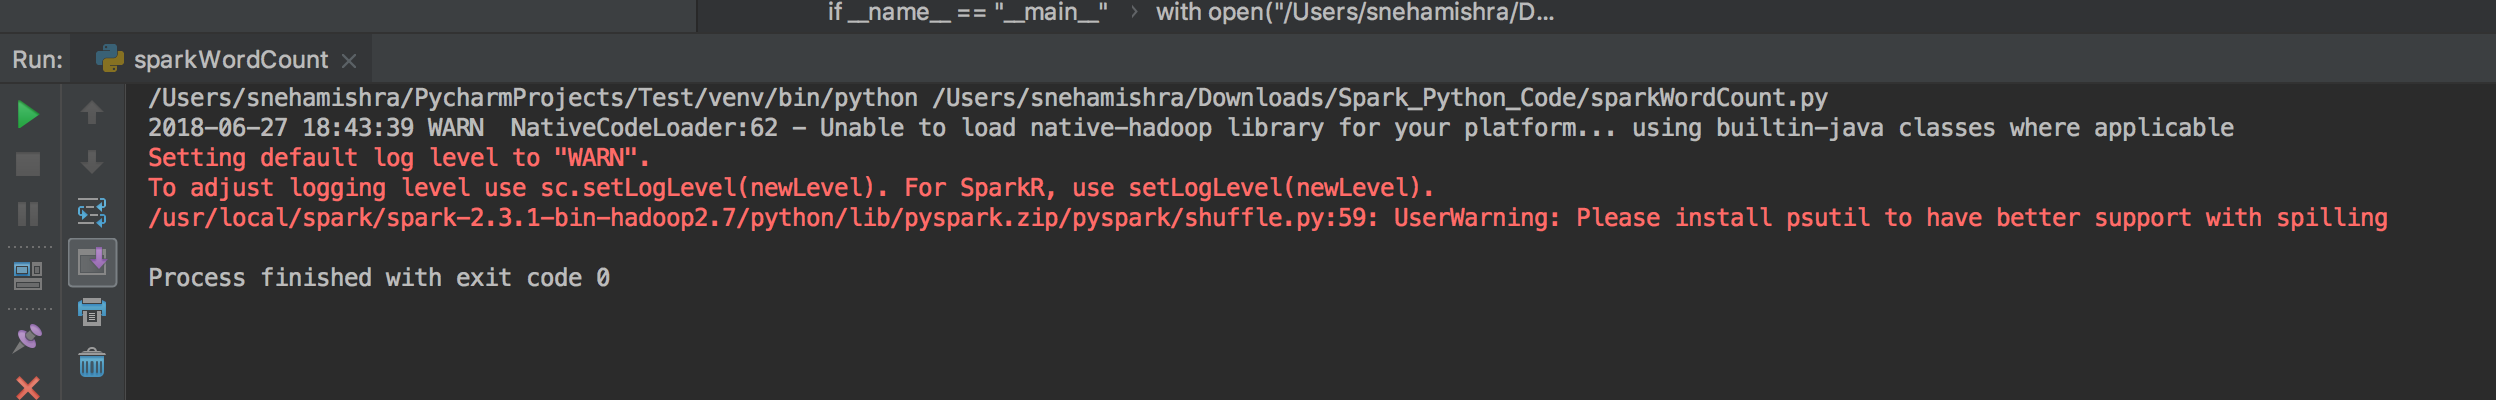 if __name__ == "__main__" › with open("/Users/snehamishra/D...
Run: sparkWordCount
/Users/snehamishra/PycharmProjects/Test/venv/bin/python /Users/snehamishra/Downloads/Spark_Python_Code/sparkWordCount.py
2018-06-27 18:43:39 WARN  NativeCodeLoader:62 - Unable to load native-hadoop library for your platform... using builtin-java classes where applicable
Setting default log level to "WARN".
To adjust logging level use sc.setLogLevel(newLevel). For SparkR, use setLogLevel(newLevel).
/usr/local/spark/spark-2.3.1-bin-hadoop2.7/python/lib/pyspark.zip/pyspark/shuffle.py:59: UserWarning: Please install psutil to have better support with spilling
Process finished with exit code 0